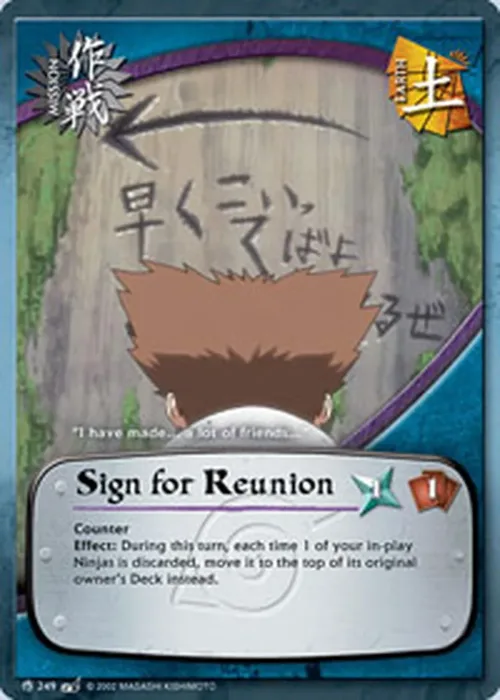 MISSION
作戦
EARTH
土
早くこいっ
てばよ
るぜ
"I have made... a lot of friends..."
Sign for Reunion
1
1
Counter
Effect: During this turn, each time 1 of your in-play
Ninjas is discarded, move it to the top of its original
owner's Deck instead.
249
© 2002 MASASHI KISHIMOTO